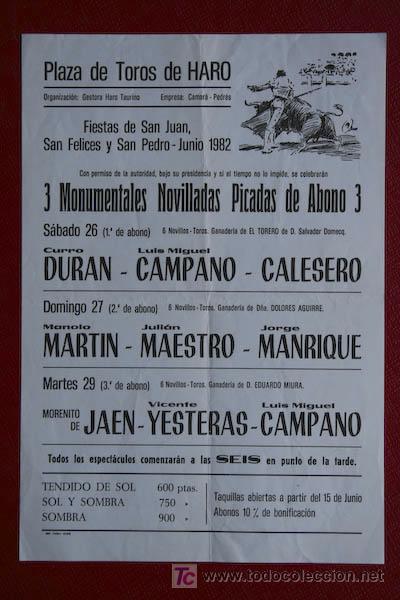 Plaza de Toros de HARO
Organización: Gestora Haro Taurino Empresa: Camará - Pedrés
Fiestas de San Juan,
San Felices y San Pedro - Junio 1982
Con permiso de la autoridad, bajo su presidencia y si el tiempo no lo impide, se celebrarán
3 Monumentales Novilladas Picadas de Abono 3
Sábado 26 (1.ª de abono) 6 Novillos - Toros. Ganadería de EL TORERO de D. Salvador Domecq.
Curro Luis Miguel
DURAN - CAMPANO - CALESERO
Domingo 27 (2.ª de abono) 6 Novillos - Toros. Ganadería de Dña. DOLORES AGUIRRE.
Manolo Julián Jorge
MARTIN - MAESTRO - MANRIQUE
Martes 29 (3.ª de abono) 6 Novillos - Toros. Ganadería de D. EDUARDO MIURA.
Vicente Luis Miguel
MORENITO DE JAEN - YESTERAS - CAMPANO
Todos los espectáculos comenzarán a las SEIS en punto de la tarde.
TENDIDO DE SOL 600 ptas.
SOL Y SOMBRA 750 »
SOMBRA 900 »
Taquillas abiertas a partir del 15 de Junio
Abonos 10 % de bonificación
TC www.todocoleccion.net